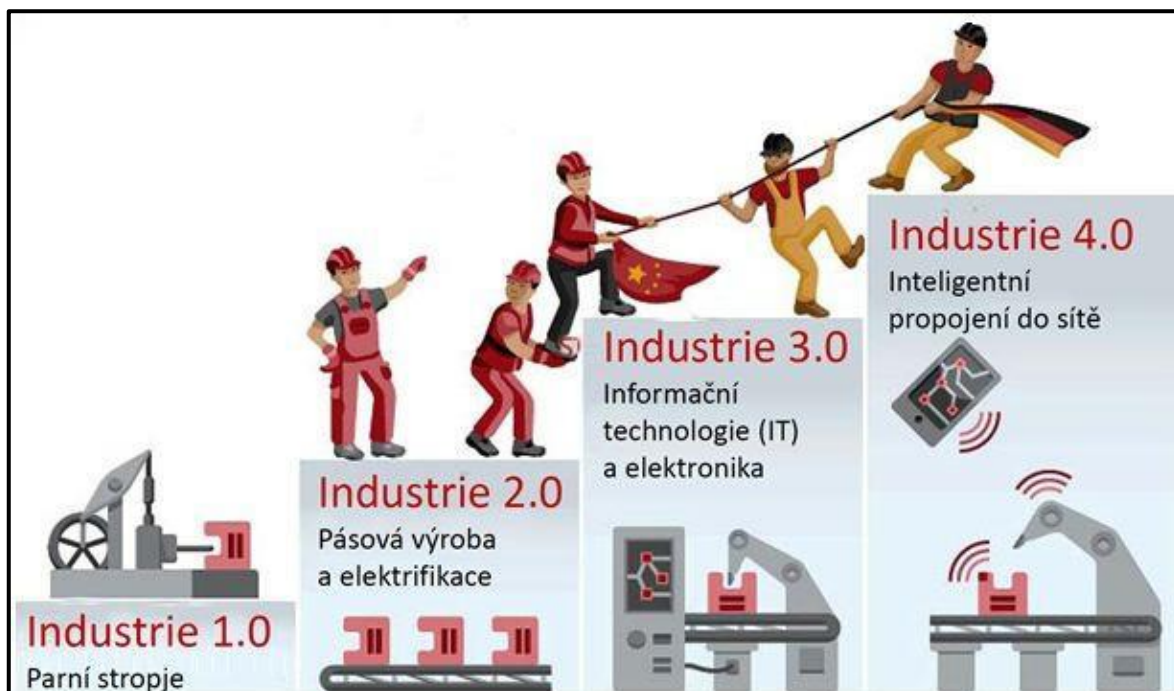 Industrie 1.0
Parní stropje
Industrie 2.0
Pásová výroba
a elektrifikace
Industrie 3.0
Informační
technologie (IT)
a elektronika
Industrie 4.0
Inteligentní
propojení do sítě